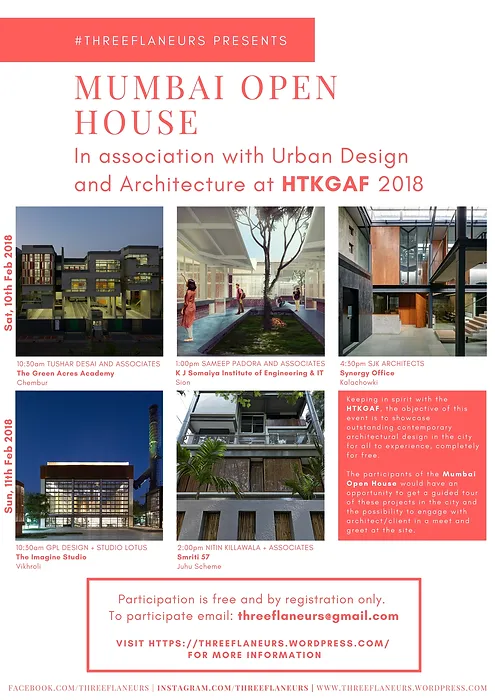 #THREEFLANEURS PRESENTS
MUMBAI OPEN
HOUSE
In association with Urban Design
and Architecture at HTKGAF 2018
Sat, 10th Feb 2018
10:30am TUSHAR DESAI AND ASSOCIATES
The Green Acres Academy
Chembur
1:00pm SAMEEP PADORA AND ASSOCIATES
K J Somaiya Institute of Engineering & IT
Sion
4:30pm SJK ARCHITECTS
Synergy Office
Kalachowki
Sun, 11th Feb 2018
10:30am GPL DESIGN + STUDIO LOTUS
The Imagine Studio
Vikhroli
2:00pm NITIN KILLAWALA + ASSOCIATES
Smriti 57
Juhu Scheme
Keeping in spirit with the
HTKGAF, the objective of this
event is to showcase
outstanding contemporary
architectural design in the city
for all to experience, completely
for free.
The participants of the Mumbai
Open House would have an
opportunity to get a guided tour
of these projects in the city and
the possibility to engage with
architect/client in a meet and
greet at the site.
Participation is free and by registration only.
To participate email: threeflaneurs@gmail.com
VISIT HTTPS://THREEFLANEURS.WORDPRESS.COM/
FOR MORE INFORMATION
FACEBOOK.COM/THREEFLANEURS | INSTAGRAM.COM/THREEFLANEURS | WWW.THREEFLANEURS.WORDPRESS.COM